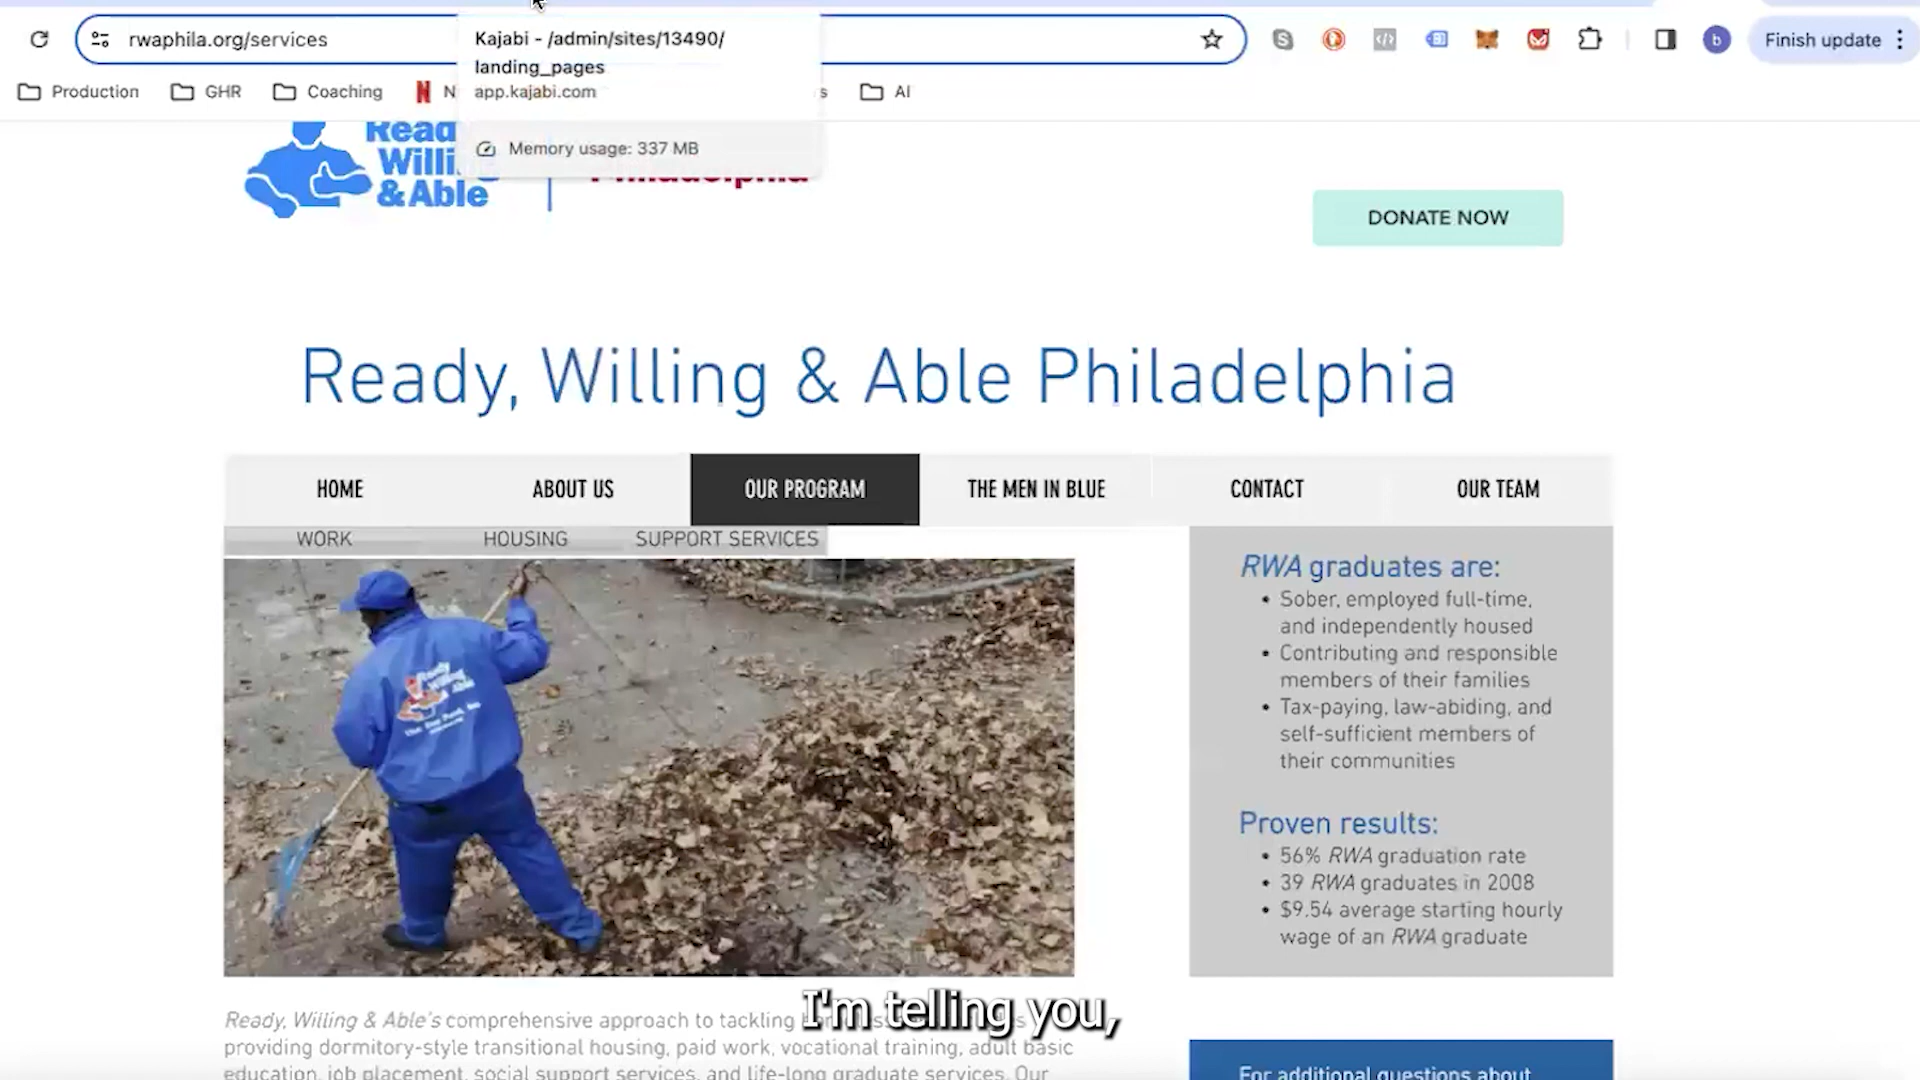 rwaphila.org/services
Kajabi - /admin/sites/13490/
landing_pages
app.kajabi.com
Memory usage: 337 MB
b
Finish update
Production
GHR
Coaching
N
s
AI
Ready
Willi
& Able
Philadelphia
DONATE NOW
Ready, Willing & Able Philadelphia
HOME
ABOUT US
OUR PROGRAM
THE MEN IN BLUE
CONTACT
OUR TEAM
WORK
HOUSING
SUPPORT SERVICES
Ready
Willing
& Able
RWA graduates are:
• Sober, employed full-time,
and independently housed
• Contributing and responsible
members of their families
• Tax-paying, law-abiding, and
self-sufficient members of
their communities
Proven results:
• 56% RWA graduation rate
• 39 RWA graduates in 2008
• $9.54 average starting hourly
wage of an RWA graduate
I'm telling you,
Ready, Willing & Able's comprehensive approach to tackling
providing dormitory-style transitional housing, paid work, vocational training, adult basic
education, job placement, social support services, and life-long graduate services. Our
For additional questions about